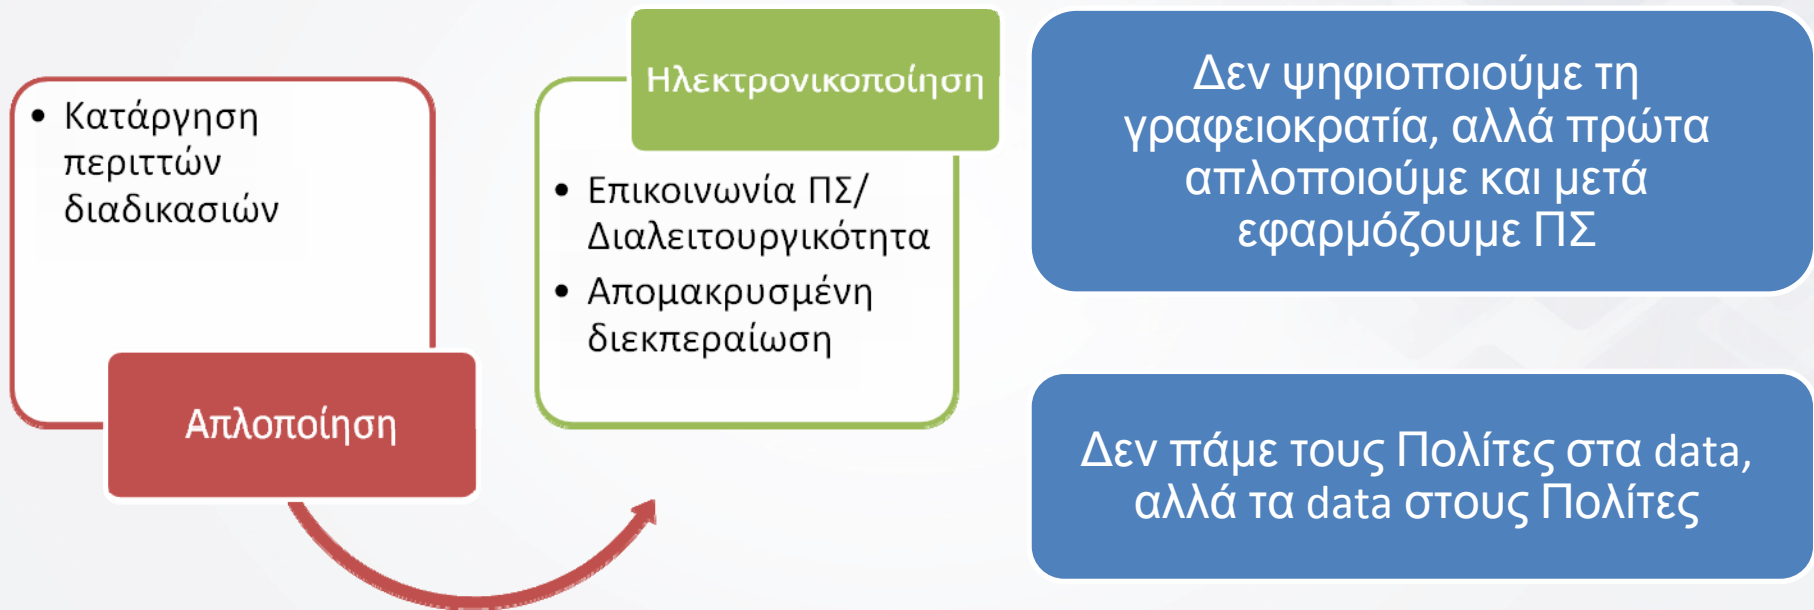 • Κατάργηση
περιττών
διαδικασιών
Απλοποίηση
Ηλεκτρονικοποίηση
• Επικοινωνία ΠΣ/
Διαλειτουργικότητα
• Απομακρυσμένη
διεκπεραίωση
Δεν ψηφιοποιούμε τη
γραφειοκρατία, αλλά πρώτα
απλοποιούμε και μετά
εφαρμόζουμε ΠΣ
Δεν πάμε τους Πολίτες στα data,
αλλά τα data στους Πολίτες